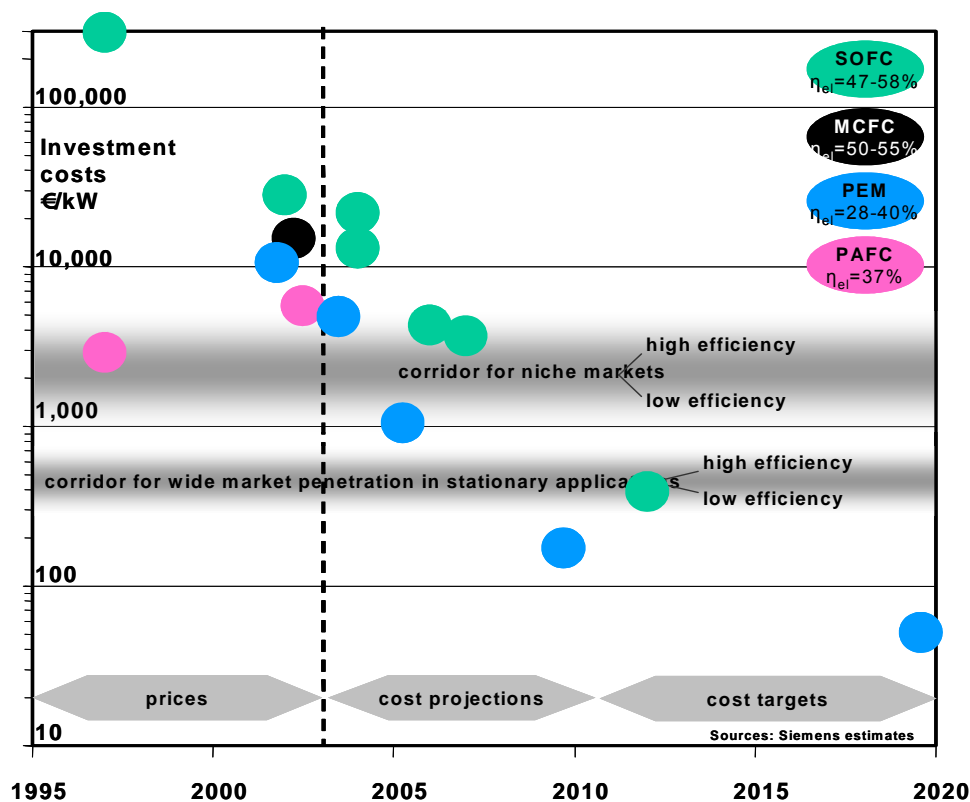 SOFC
ηel=47-58%
100,000
MCFC
ηel=50-55%
Investment
costs
€/kW
PEM
ηel=28-40%
10,000
PAFC
ηel=37%
high efficiency
corridor for niche markets
low efficiency
1,000
high efficiency
corridor for wide market penetration in stationary applications
low efficiency
100
prices
cost projections
cost targets
10
Sources: Siemens estimates
1995
2000
2005
2010
2015
2020